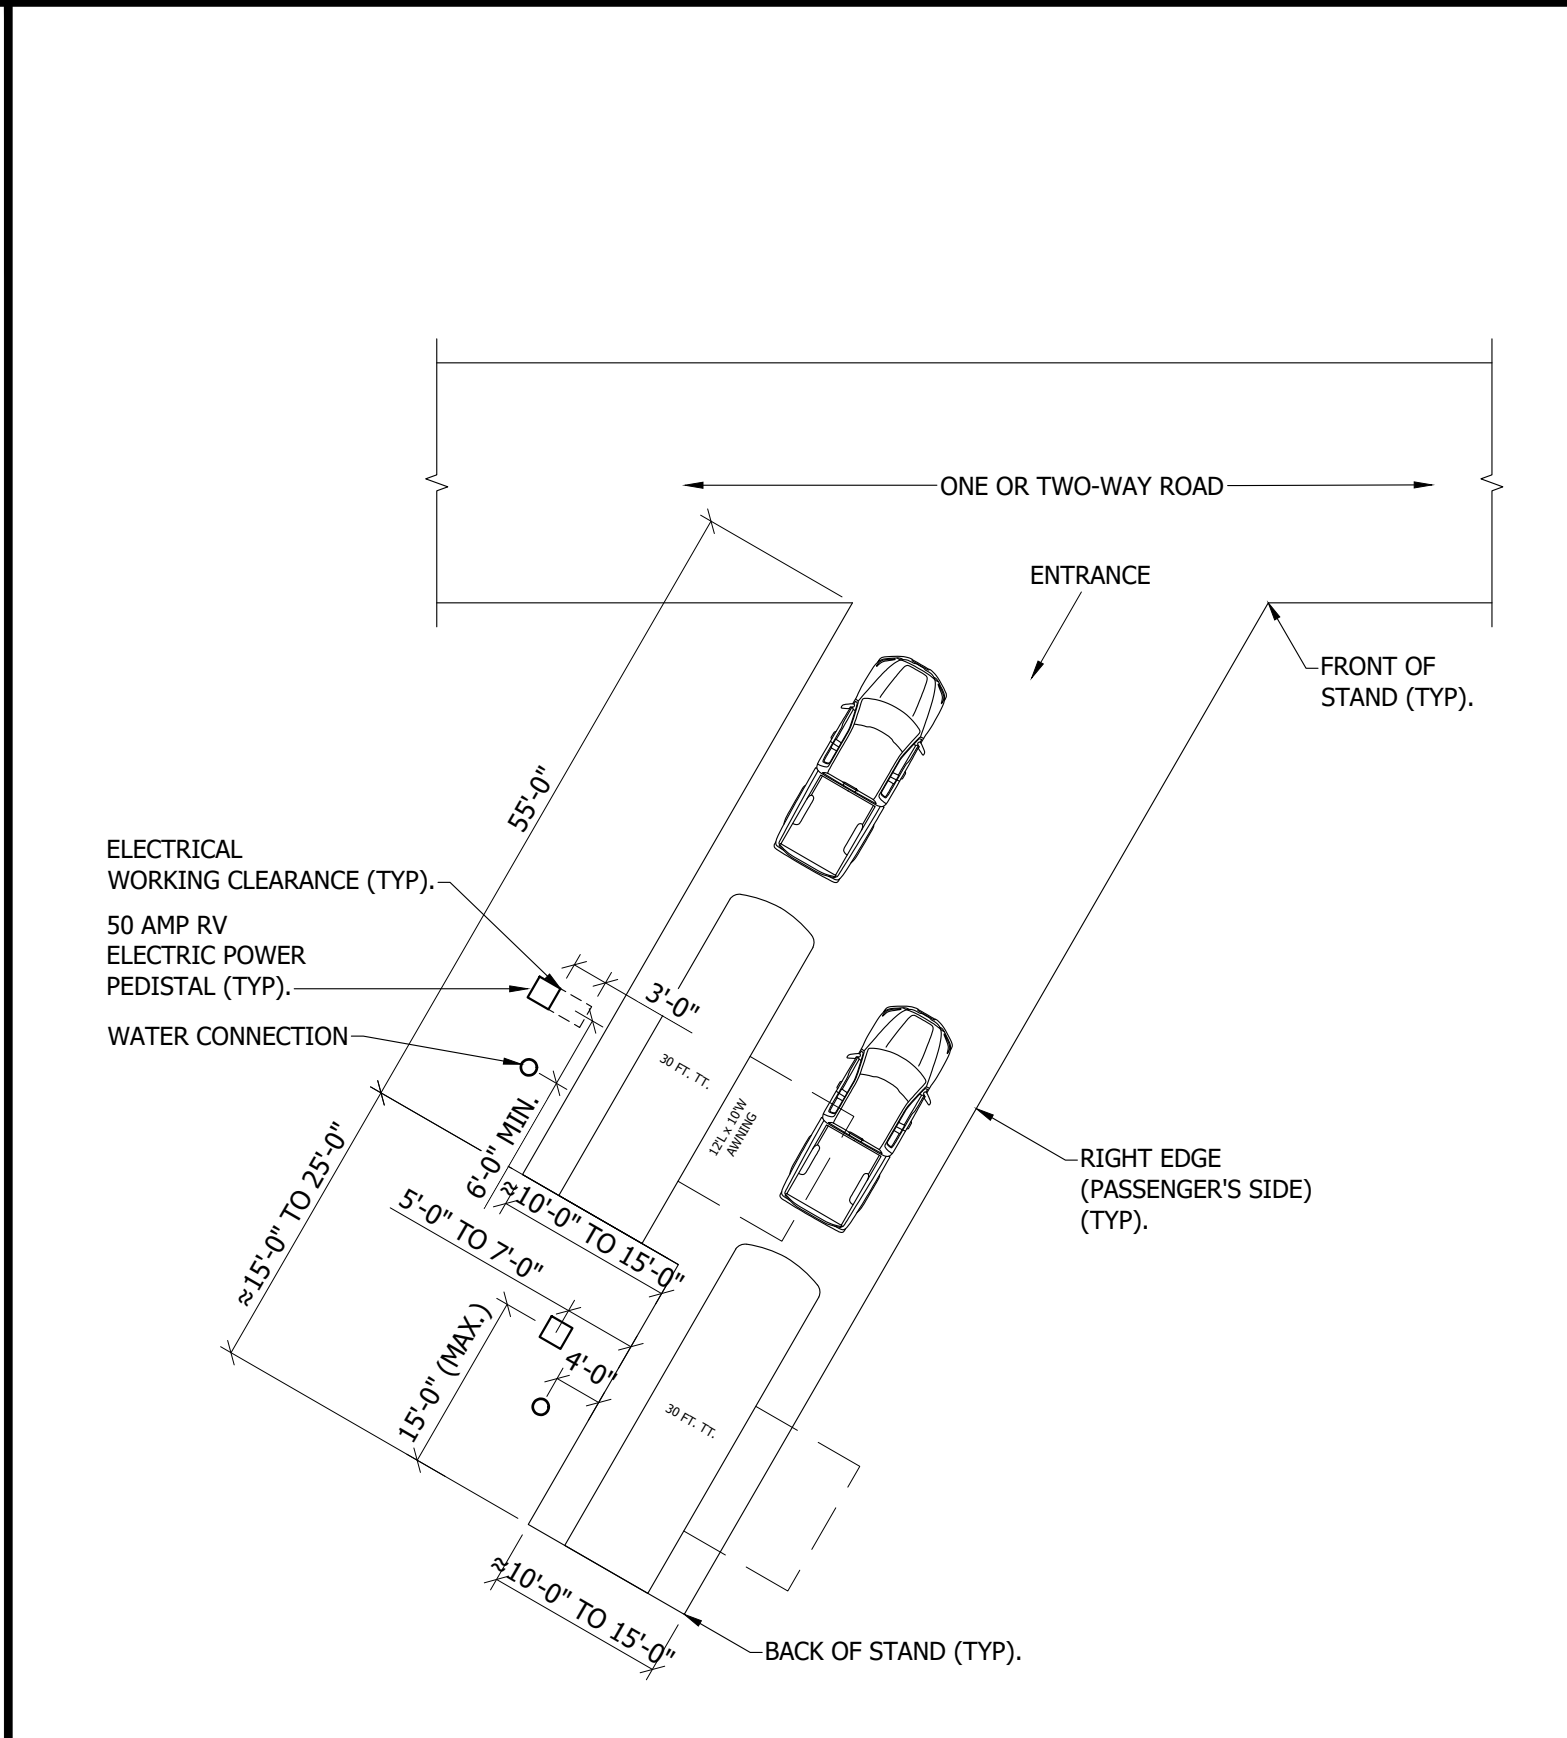 ONE OR TWO-WAY ROAD
ENTRANCE
FRONT OF
STAND (TYP).
55'-0"
ELECTRICAL
WORKING CLEARANCE (TYP).
50 AMP RV
ELECTRIC POWER
PEDISTAL (TYP).
WATER CONNECTION
3'-0"
30 FT. TT.
12'L x 10'W
AWNING
6'-0" MIN.
≈15'-0" TO 25'-0"
≈10'-0" TO 15'-0"
5'-0" TO 7'-0"
RIGHT EDGE
(PASSENGER'S SIDE)
(TYP).
15'-0" (MAX.)
4'-0"
30 FT. TT.
≈10'-0" TO 15'-0"
BACK OF STAND (TYP).